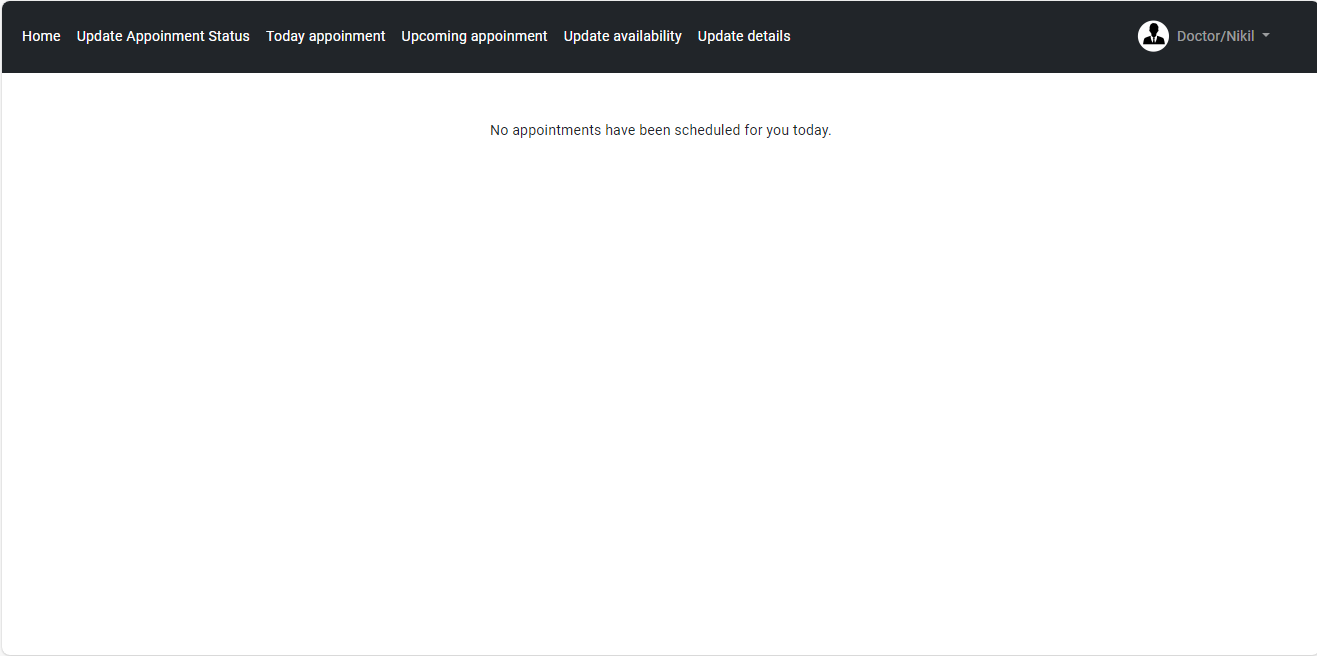 Home Update Appoinment Status Today appoinment Upcoming appoinment Update availability Update details Doctor/Nikil
No appointments have been scheduled for you today.